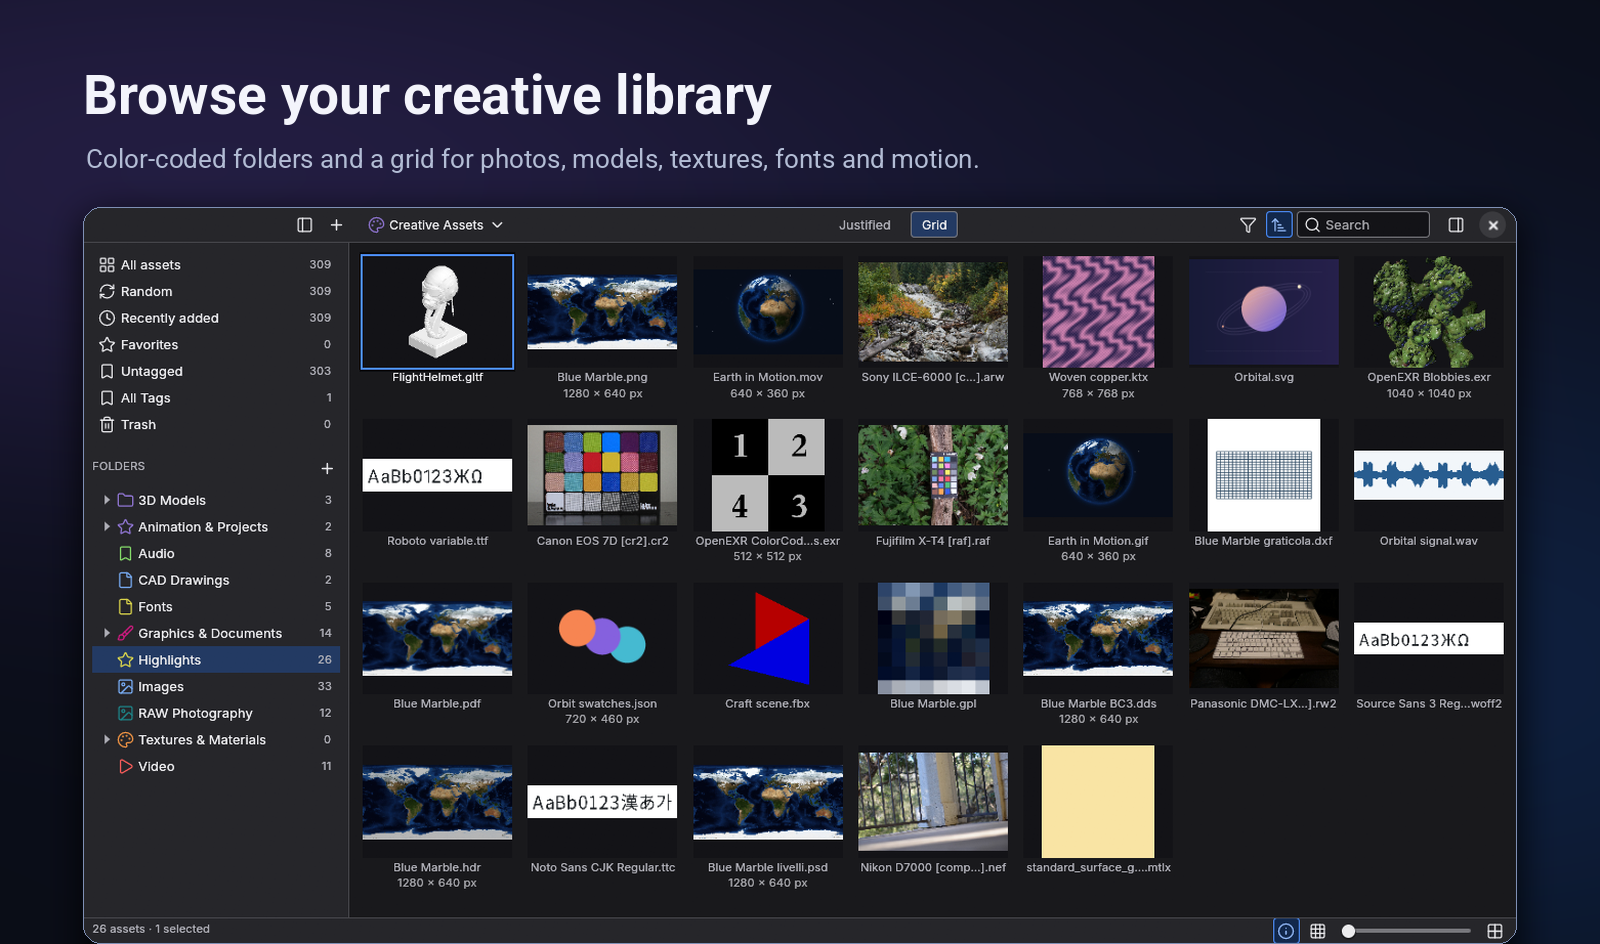 Browse your creative library
Color-coded folders and a grid for photos, models, textures, fonts and motion.
Creative Assets
Justified
Grid
Search
All assets 309
Random 309
Recently added 309
Favorites 0
Untagged 303
All Tags 1
Trash 0
FOLDERS
3D Models 3
Animation & Projects 2
Audio 8
CAD Drawings 2
Fonts 5
Graphics & Documents 14
Highlights 26
Images 33
RAW Photography 12
Textures & Materials 0
Video 11
FlightHelmet.gltf
Blue Marble.png
1280 × 640 px
Earth in Motion.mov
640 × 360 px
Sony ILCE-6000 [c...].arw
Woven copper.ktx
768 × 768 px
Orbital.svg
OpenEXR Blobbies.exr
1040 × 1040 px
AaBb0123ЖΩ
Roboto variable.ttf
Canon EOS 7D [cr2].cr2
1 2
4 3
OpenEXR ColorCod...s.exr
512 × 512 px
Fujifilm X-T4 [raf].raf
Earth in Motion.gif
640 × 360 px
Blue Marble graticola.dxf
Orbital signal.wav
Blue Marble.pdf
Orbit swatches.json
720 × 460 px
Craft scene.fbx
Blue Marble.gpl
Blue Marble BC3.dds
1280 × 640 px
Panasonic DMC-LX...].rw2
AaBb0123ЖΩ
Source Sans 3 Reg...woff2
Blue Marble.hdr
1280 × 640 px
AaBb0123漢あ가
Noto Sans CJK Regular.ttc
Blue Marble livelli.psd
1280 × 640 px
Nikon D7000 [comp...].nef
standard_surface_g....mtlx
26 assets · 1 selected